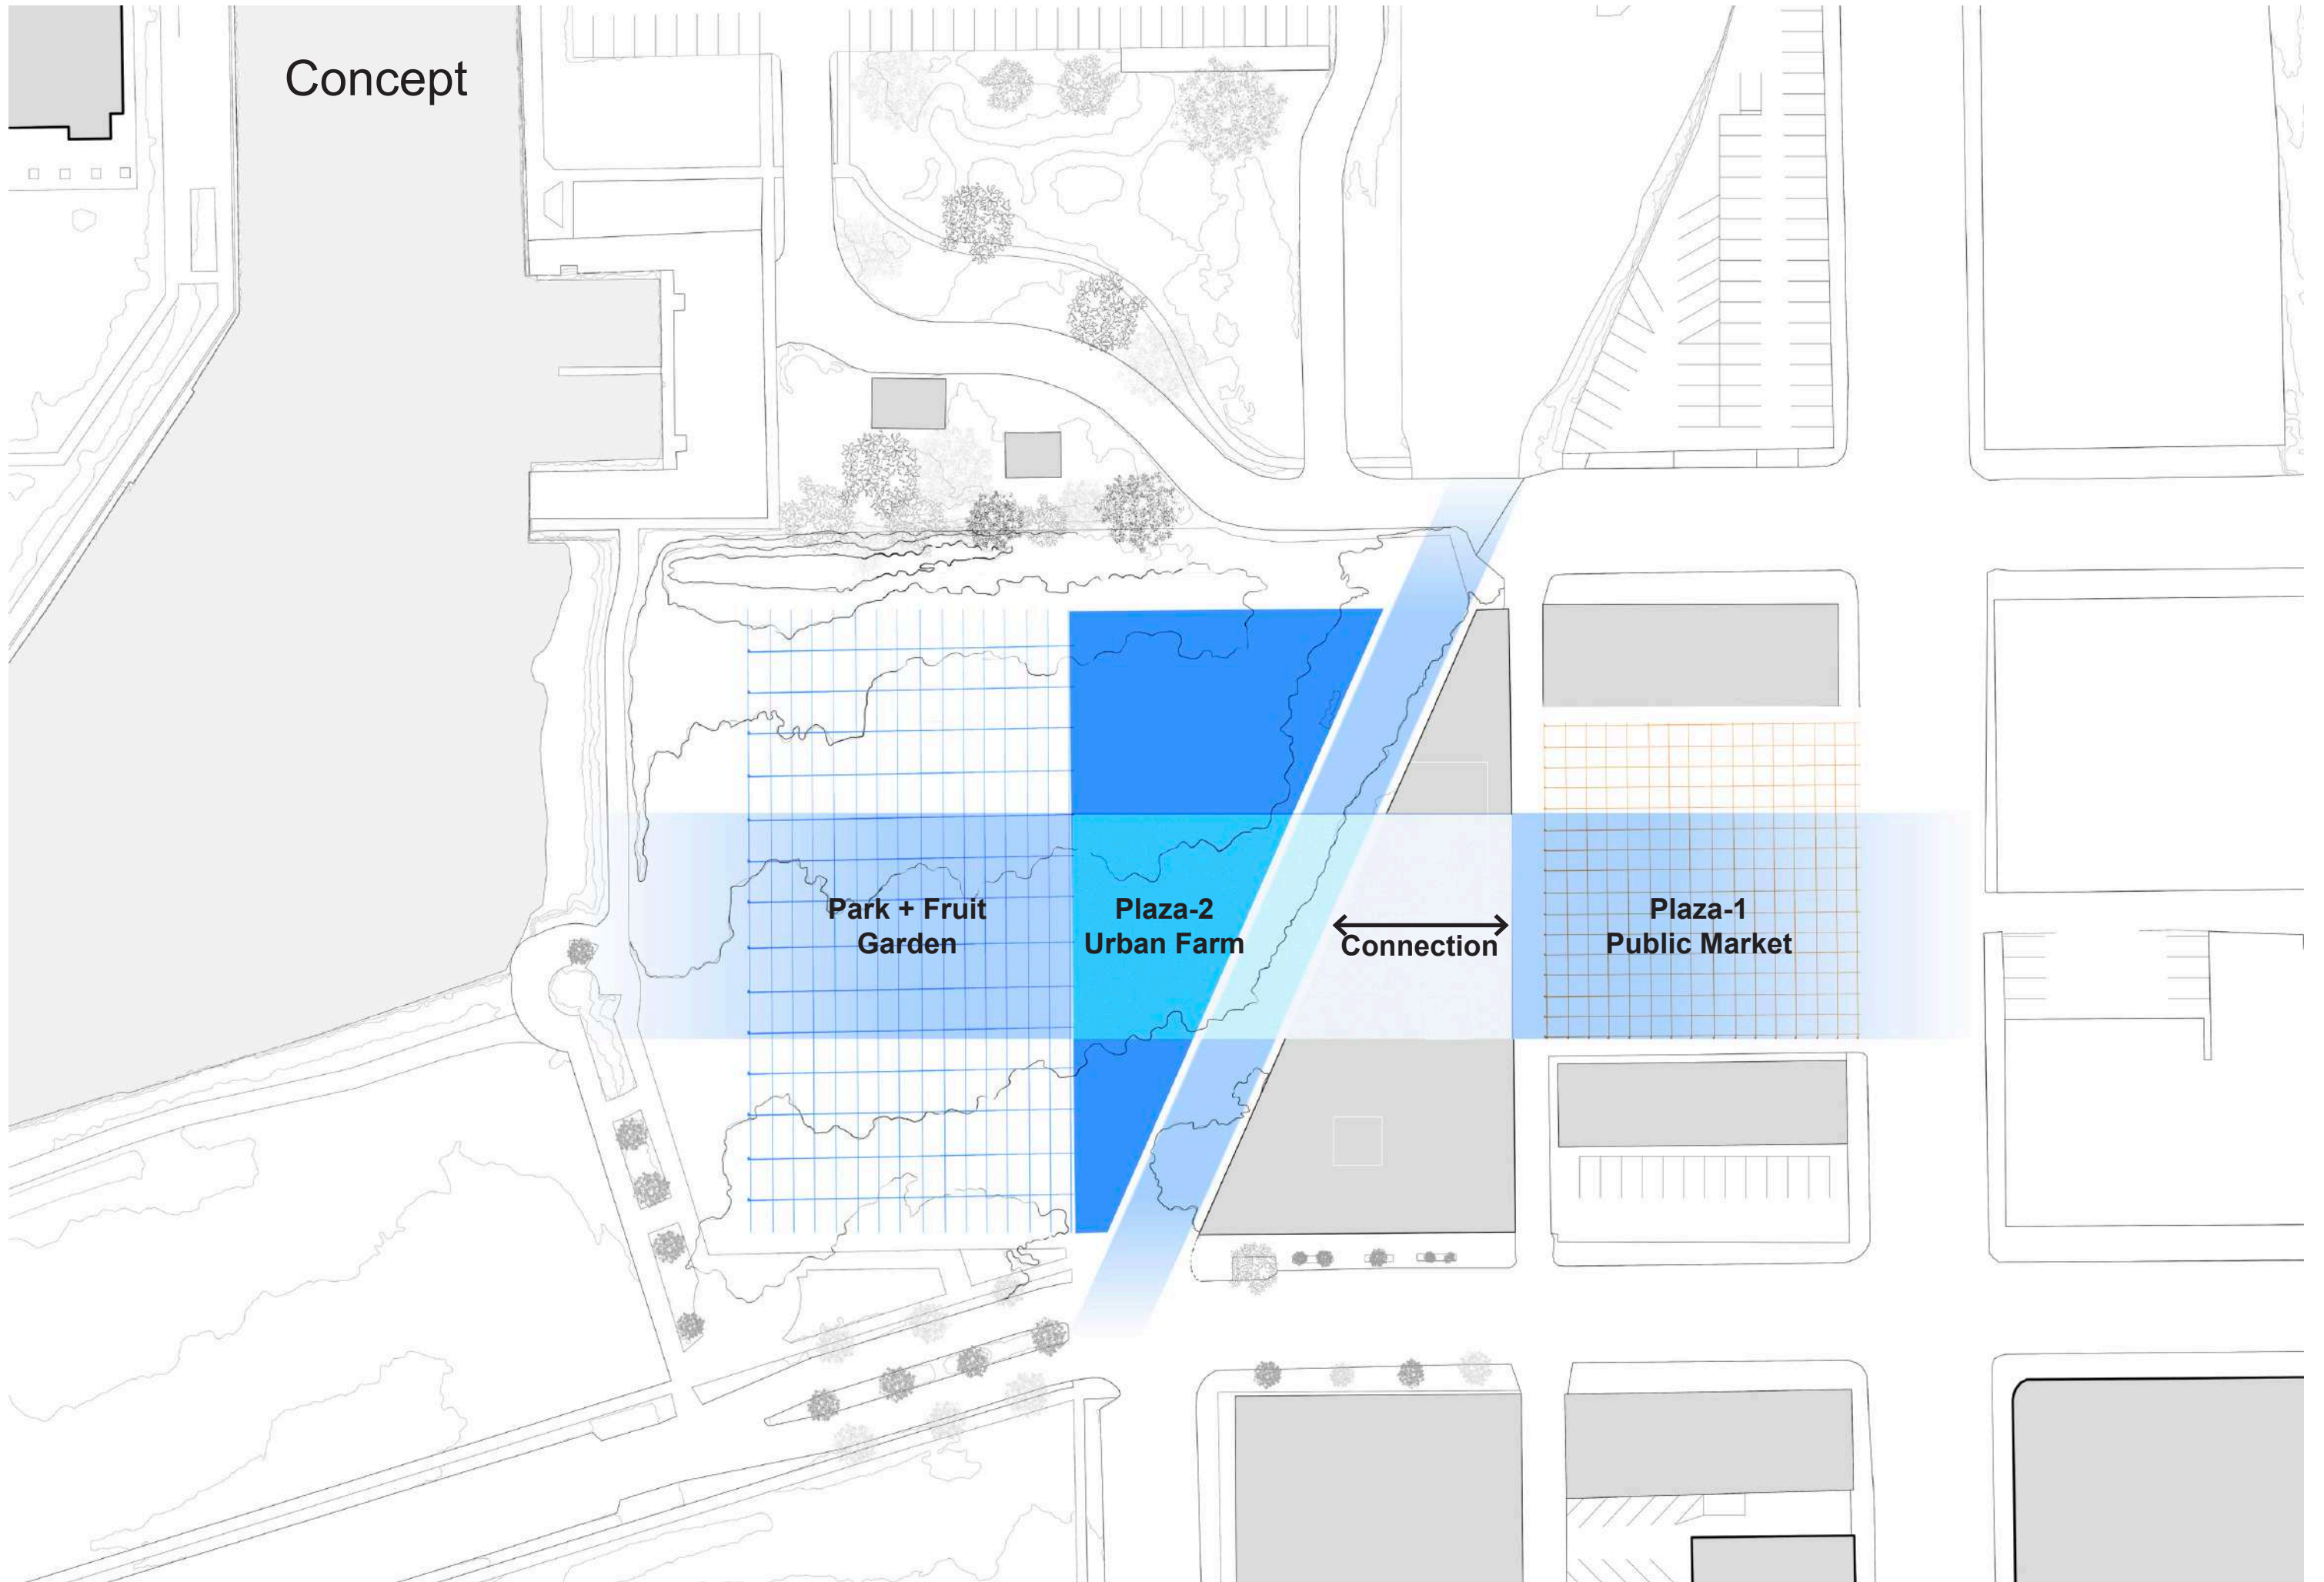 Concept
Park + Fruit
Garden
Plaza-2
Urban Farm
Connection
Plaza-1
Public Market